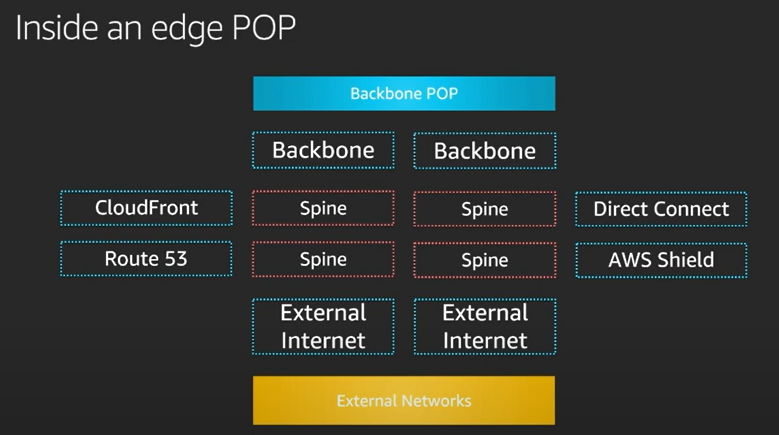 Inside an edge POP
Backbone POP
Backbone
Backbone
CloudFront
Spine
Spine
Direct Connect
Route 53
Spine
Spine
AWS Shield
External
Internet
External
Internet
External Networks